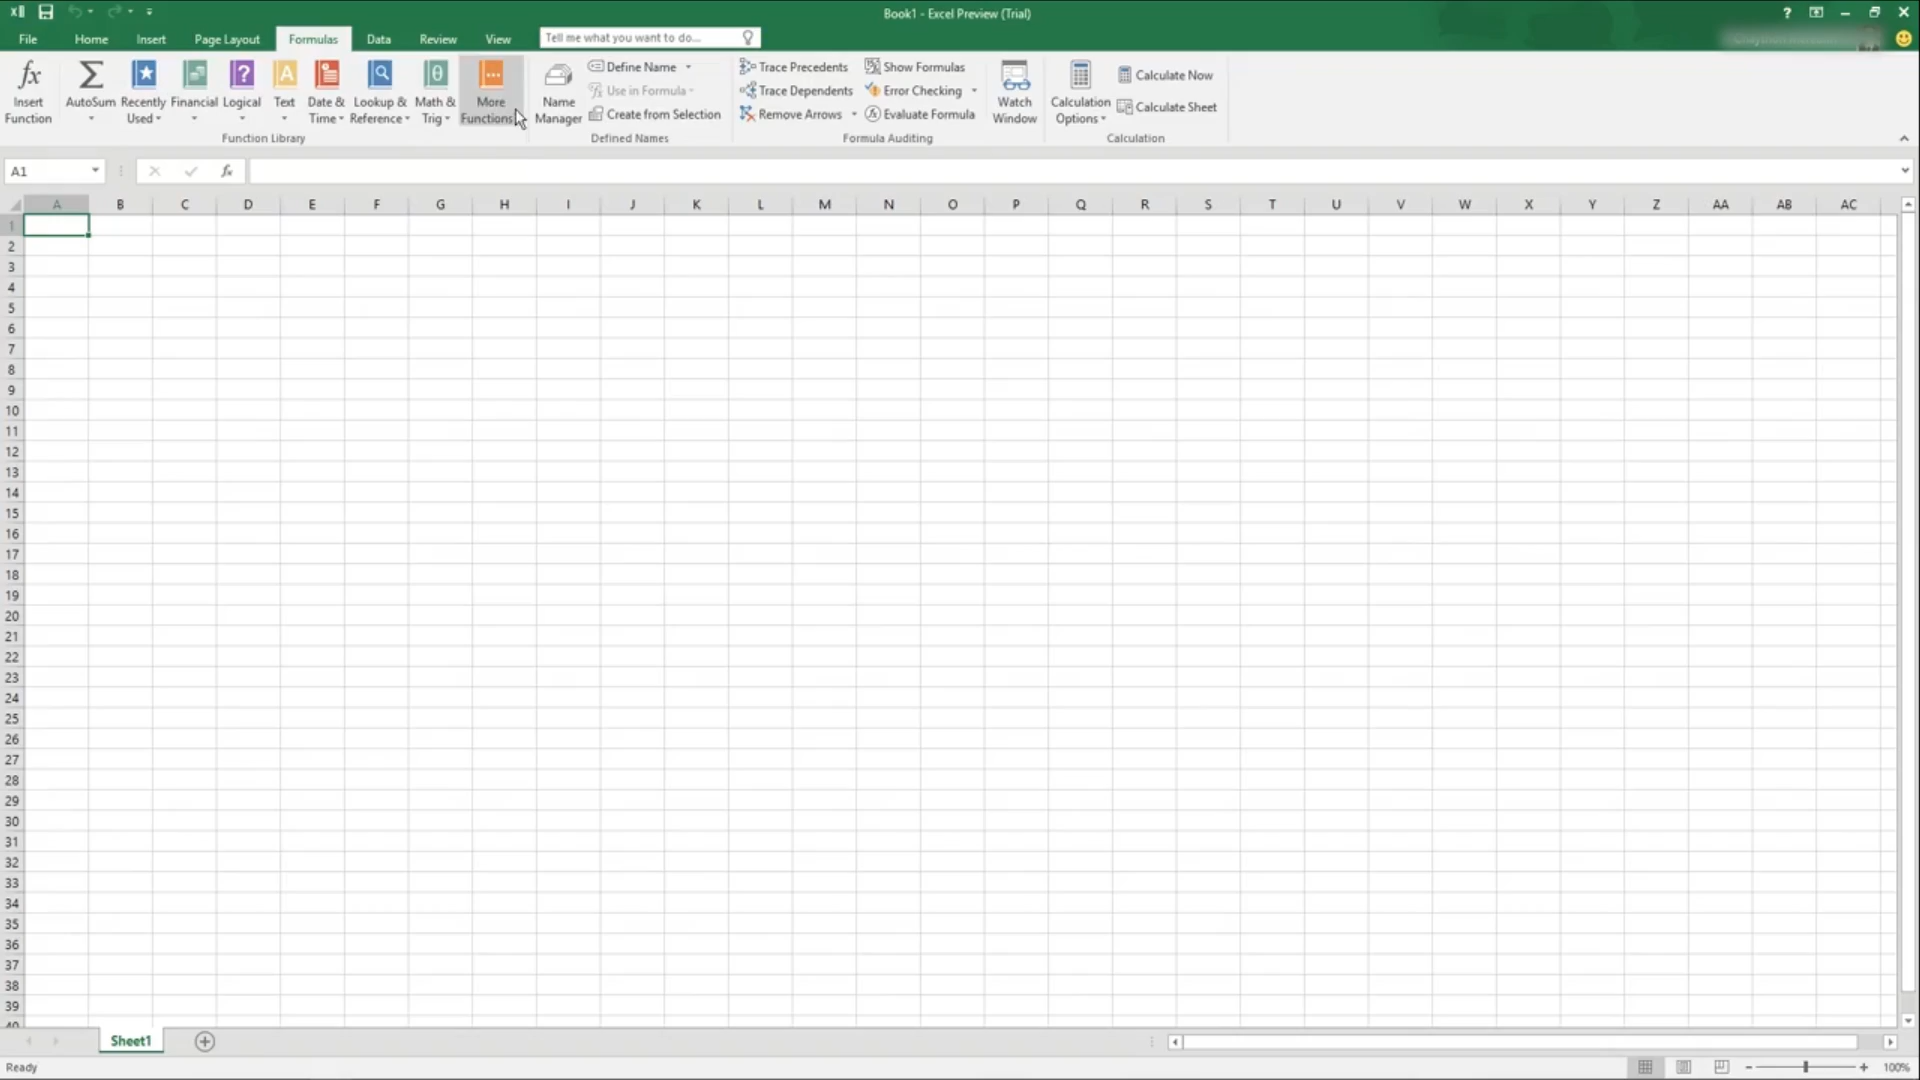 Book1 - Excel Preview (Trial)
?
File Home Insert Page Layout Formulas Data Review View Tell me what you want to do...
fx Insert Function
AutoSum
Recently Used
Financial
Logical
Text
Date & Time
Lookup & Reference
Math & Trig
More Functions
Function Library
Name Manager
Define Name
Use in Formula
Create from Selection
Defined Names
Trace Precedents
Trace Dependents
Remove Arrows
Show Formulas
Error Checking
Evaluate Formula
Watch Window
Formula Auditing
Calculation Options
Calculate Now
Calculate Sheet
Calculation
A1 fx
A B C D E F G H I J K L M N O P Q R S T U V W X Y Z AA AB AC
1
2
3
4
5
6
7
8
9
10
11
12
13
14
15
16
17
18
19
20
21
22
23
24
25
26
27
28
29
30
31
32
33
34
35
36
37
38
39
40
Sheet1
Ready 100%